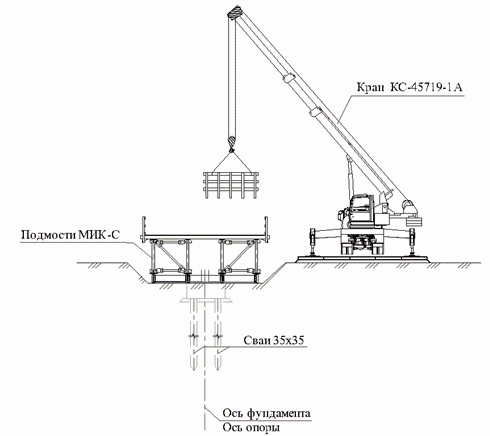 Кран КС-45719-1А
Подмости МИК-С
Сваи 35х35
Ось фундамента
Ось опоры